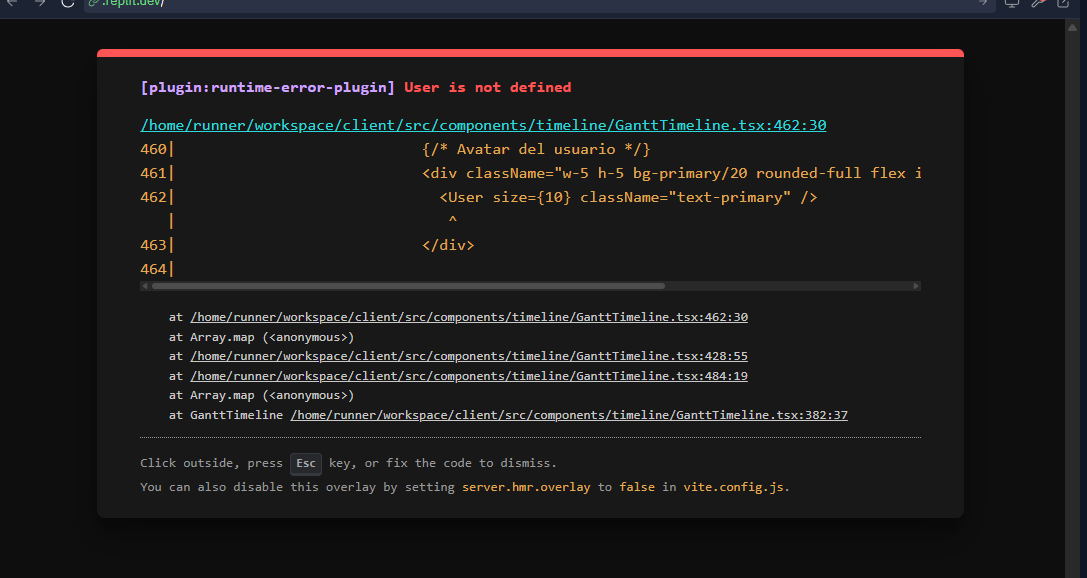 .replit.dev/
[plugin:runtime-error-plugin] User is not defined
/home/runner/workspace/client/src/components/timeline/GanttTimeline.tsx:462:30
460| {/* Avatar del usuario */}
461| <div className="w-5 h-5 bg-primary/20 rounded-full flex i
462| <User size={10} className="text-primary" />
| ^
463| </div>
464|
at /home/runner/workspace/client/src/components/timeline/GanttTimeline.tsx:462:30
at Array.map (<anonymous>)
at /home/runner/workspace/client/src/components/timeline/GanttTimeline.tsx:428:55
at /home/runner/workspace/client/src/components/timeline/GanttTimeline.tsx:484:19
at Array.map (<anonymous>)
at GanttTimeline /home/runner/workspace/client/src/components/timeline/GanttTimeline.tsx:382:37
Click outside, press Esc key, or fix the code to dismiss.
You can also disable this overlay by setting server.hmr.overlay to false in vite.config.js.